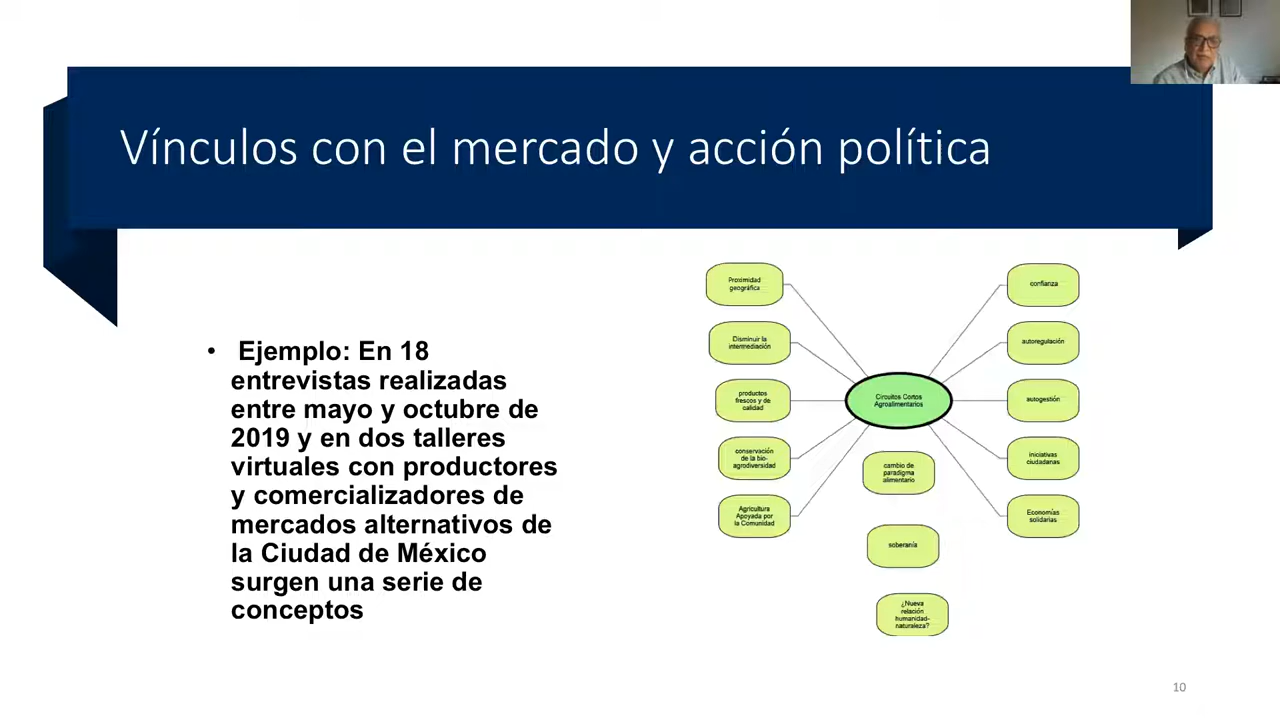 Vínculos con el mercado y acción política
• Ejemplo: En 18
entrevistas realizadas
entre mayo y octubre de
2019 y en dos talleres
virtuales con productores
y comercializadores de
mercados alternativos de
la Ciudad de México
surgen una serie de
conceptos
Proximidad
geográfica
Disminuir la
intermediación
productos
frescos y de
calidad
conservación
de la bio-
agrodiversidad
Agricultura
Apoyada por
la Comunidad
Circuitos Cortos
Agroalimentarios
cambio de
paradigma
alimentario
soberanía
¿Nueva
relación
humanidad-
naturaleza?
confianza
autoregulación
autogestión
iniciativas
ciudadanas
Economías
solidarias
10